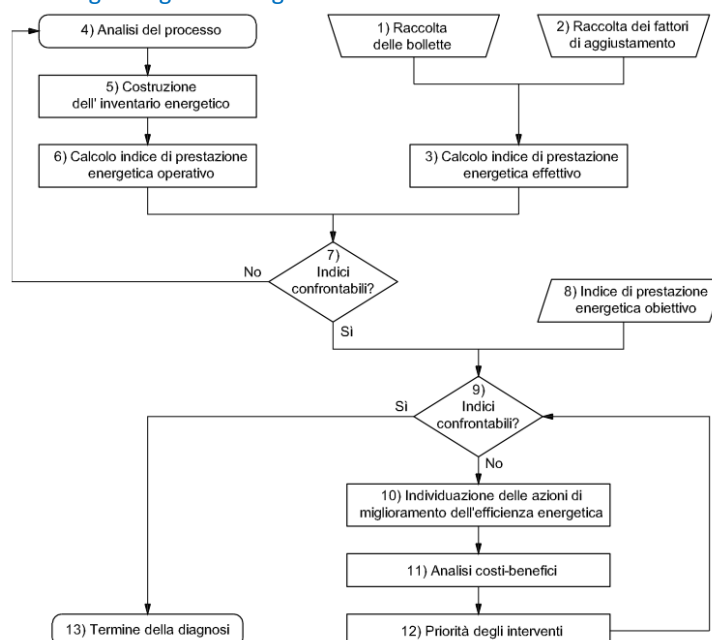 4) Analisi del processo
1) Raccolta
delle bollette
2) Raccolta dei fattori
di aggiustamento
5) Costruzione
dell' inventario energetico
6) Calcolo indice di prestazione
energetica operativo
3) Calcolo indice di prestazione
energetica effettivo
7)
Indici
confrontabili?
No
Sì
8) Indice di prestazione
energetica obiettivo
9)
Indici
confrontabili?
Sì
No
10) Individuazione delle azioni di
miglioramento dell'efficienza energetica
11) Analisi costi-benefici
13) Termine della diagnosi
12) Priorità degli interventi